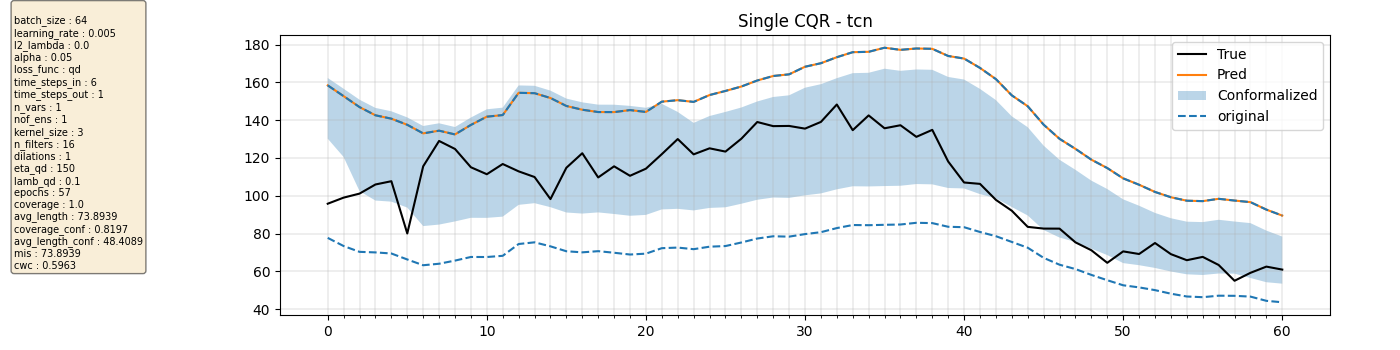 batch_size : 64
learning_rate : 0.005
l2_lambda : 0.0
alpha : 0.05
loss_func : qd
time_steps_in : 6
time_steps_out : 1
n_vars : 1
nof_ens : 1
kernel_size : 3
n_filters : 16
dilations : 1
eta_qd : 150
lamb_qd : 0.1
epochs : 57
coverage : 1.0
avg_length : 73.8939
coverage_conf : 0.8197
avg_length_conf : 48.4089
mis : 73.8939
cwc : 0.5963
Single CQR - tcn
180
160
140
120
100
80
60
40
0 10 20 30 40 50 60
True
Pred
Conformalized
original